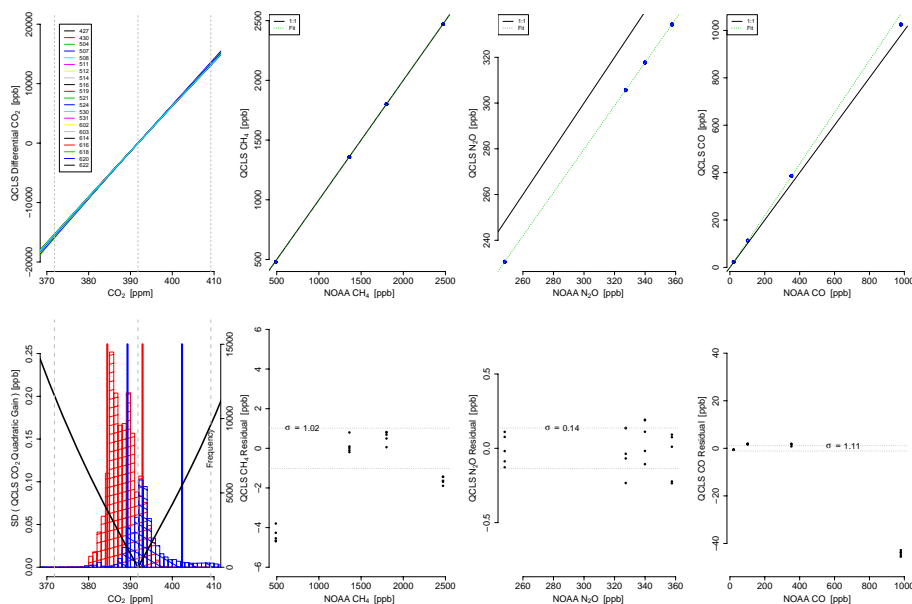 QCLS Differential CO₂ [ppb]
20000
10000
0
-10000
-20000
427
430
504
507
508
511
512
514
516
519
521
524
530
531
602
603
614
616
618
620
622
370 380 390 400 410
CO₂ [ppm]
QCLS CH₄ [ppb]
2500
2000
1500
1000
500
1:1
Fit
500 1000 1500 2000 2500
NOAA CH₄ [ppb]
QCLS N₂O [ppb]
320
300
280
260
240
1:1
Fit
260 280 300 320 340 360
NOAA N₂O [ppb]
QCLS CO [ppb]
1000
800
600
400
200
0
1:1
Fit
0 200 400 600 800 1000
NOAA CO [ppb]
SD ( QCLS CO₂ Quadratic Gain ) [ppb]
0.25
0.20
0.15
0.10
0.05
0.00
15000
10000
5000
0
Frequency
370 380 390 400 410
CO₂ [ppm]
QCLS CH₄ Residual [ppb]
6
4
2
0
-2
-4
-6
σ = 1.02
500 1000 1500 2000 2500
NOAA CH₄ [ppb]
QCLS N₂O Residual [ppb]
0.5
0.0
-0.5
σ = 0.14
260 280 300 320 340 360
NOAA N₂O [ppb]
QCLS CO Residual [ppb]
40
20
0
-20
-40
σ = 1.11
0 200 400 600 800 1000
NOAA CO [ppb]